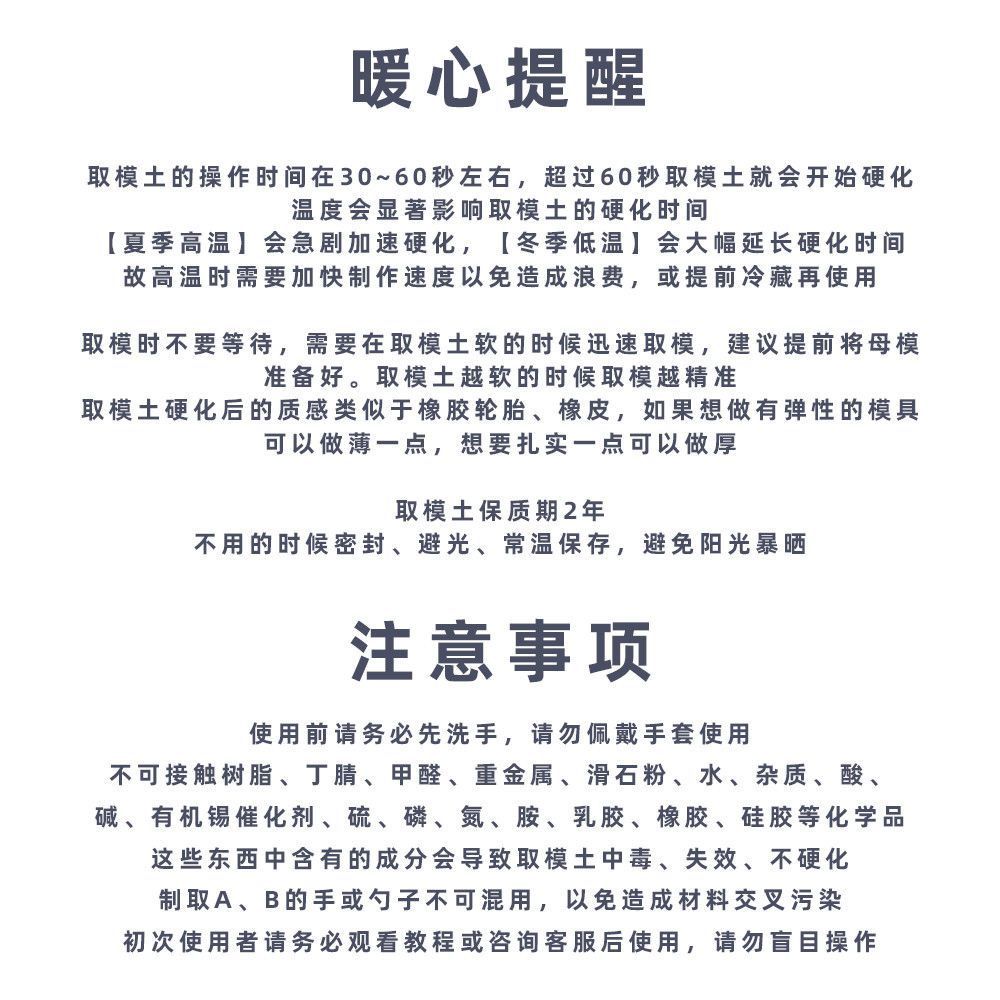 暖心提醒
取模土的操作时间在30~60秒左右，超过60秒取模土就会开始硬化
温度会显著影响取模土的硬化时间
【夏季高温】会急剧加速硬化，【冬季低温】会大幅延长硬化时间
故高温时需要加快制作速度以免造成浪费，或提前冷藏再使用
取模时不要等待，需要在取模土软的时候迅速取模，建议提前将母模
准备好。取模土越软的时候取模越精准
取模土硬化后的质感类似于橡胶轮胎、橡皮，如果想做有弹性的模具
可以做薄一点，想要扎实一点可以做厚
取模土保质期2年
不用的时候密封、避光、常温保存，避免阳光暴晒
注意事项
使用前请务必先洗手，请勿佩戴手套使用
不可接触树脂、丁腈、甲醛、重金属、滑石粉、水、杂质、酸、
碱、有机锡催化剂、硫、磷、氮、胺、乳胶、橡胶、硅胶等化学品
这些东西中含有的成分会导致取模土中毒、失效、不硬化
制取A、B的手或勺子不可混用，以免造成材料交叉污染
初次使用者请务必观看教程或咨询客服后使用，请勿盲目操作